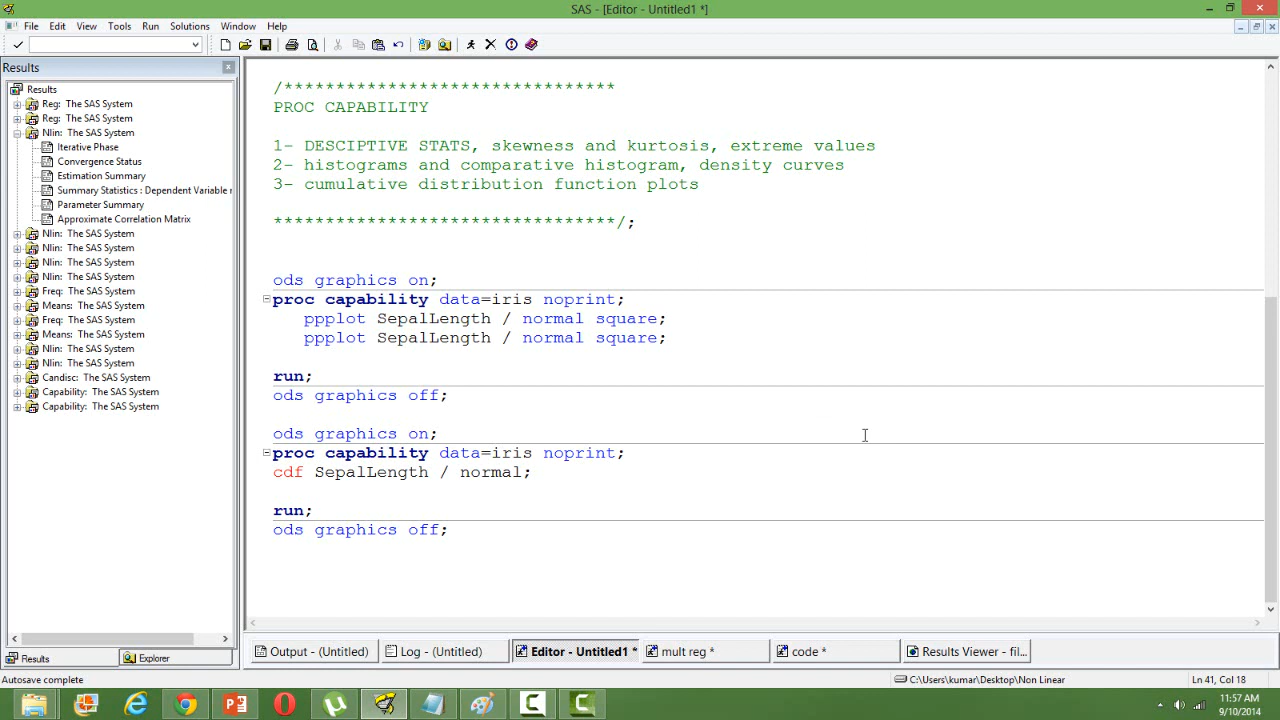 SAS - [Editor - Untitled1 *]
File Edit View Tools Run Solutions Window Help
Results
Results
Reg: The SAS System
Reg: The SAS System
Nlin: The SAS System
Iterative Phase
Convergence Status
Estimation Summary
Summary Statistics : Dependent Variable
Parameter Summary
Approximate Correlation Matrix
Nlin: The SAS System
Nlin: The SAS System
Nlin: The SAS System
Nlin: The SAS System
Freq: The SAS System
Means: The SAS System
Freq: The SAS System
Means: The SAS System
Nlin: The SAS System
Nlin: The SAS System
Candisc: The SAS System
Capability: The SAS System
Capability: The SAS System
Results Explorer
/********************************
PROC CAPABILITY
1- DESCIPTIVE STATS, skewness and kurtosis, extreme values
2- histograms and comparative histogram, density curves
3- cumulative distribution function plots
*********************************/;
ods graphics on;
proc capability data=iris noprint;
ppplot SepalLength / normal square;
ppplot SepalLength / normal square;
run;
ods graphics off;
ods graphics on;
proc capability data=iris noprint;
cdf SepalLength / normal;
run;
ods graphics off;
Output - (Untitled) Log - (Untitled) Editor - Untitled1 * mult reg * code * Results Viewer - fil...
Autosave complete C:\Users\kumar\Desktop\Non Linear Ln 41, Col 18
11:57 AM
9/10/2014